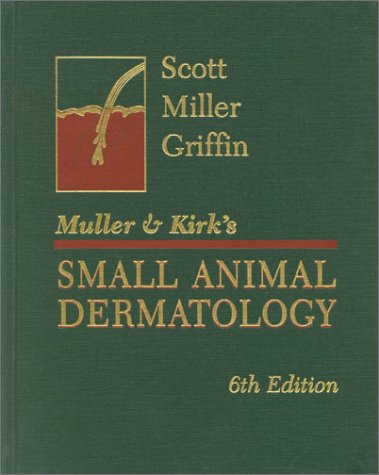 Scott
Miller
Griffin
Muller & Kirk's
SMALL ANIMAL
DERMATOLOGY
6th Edition